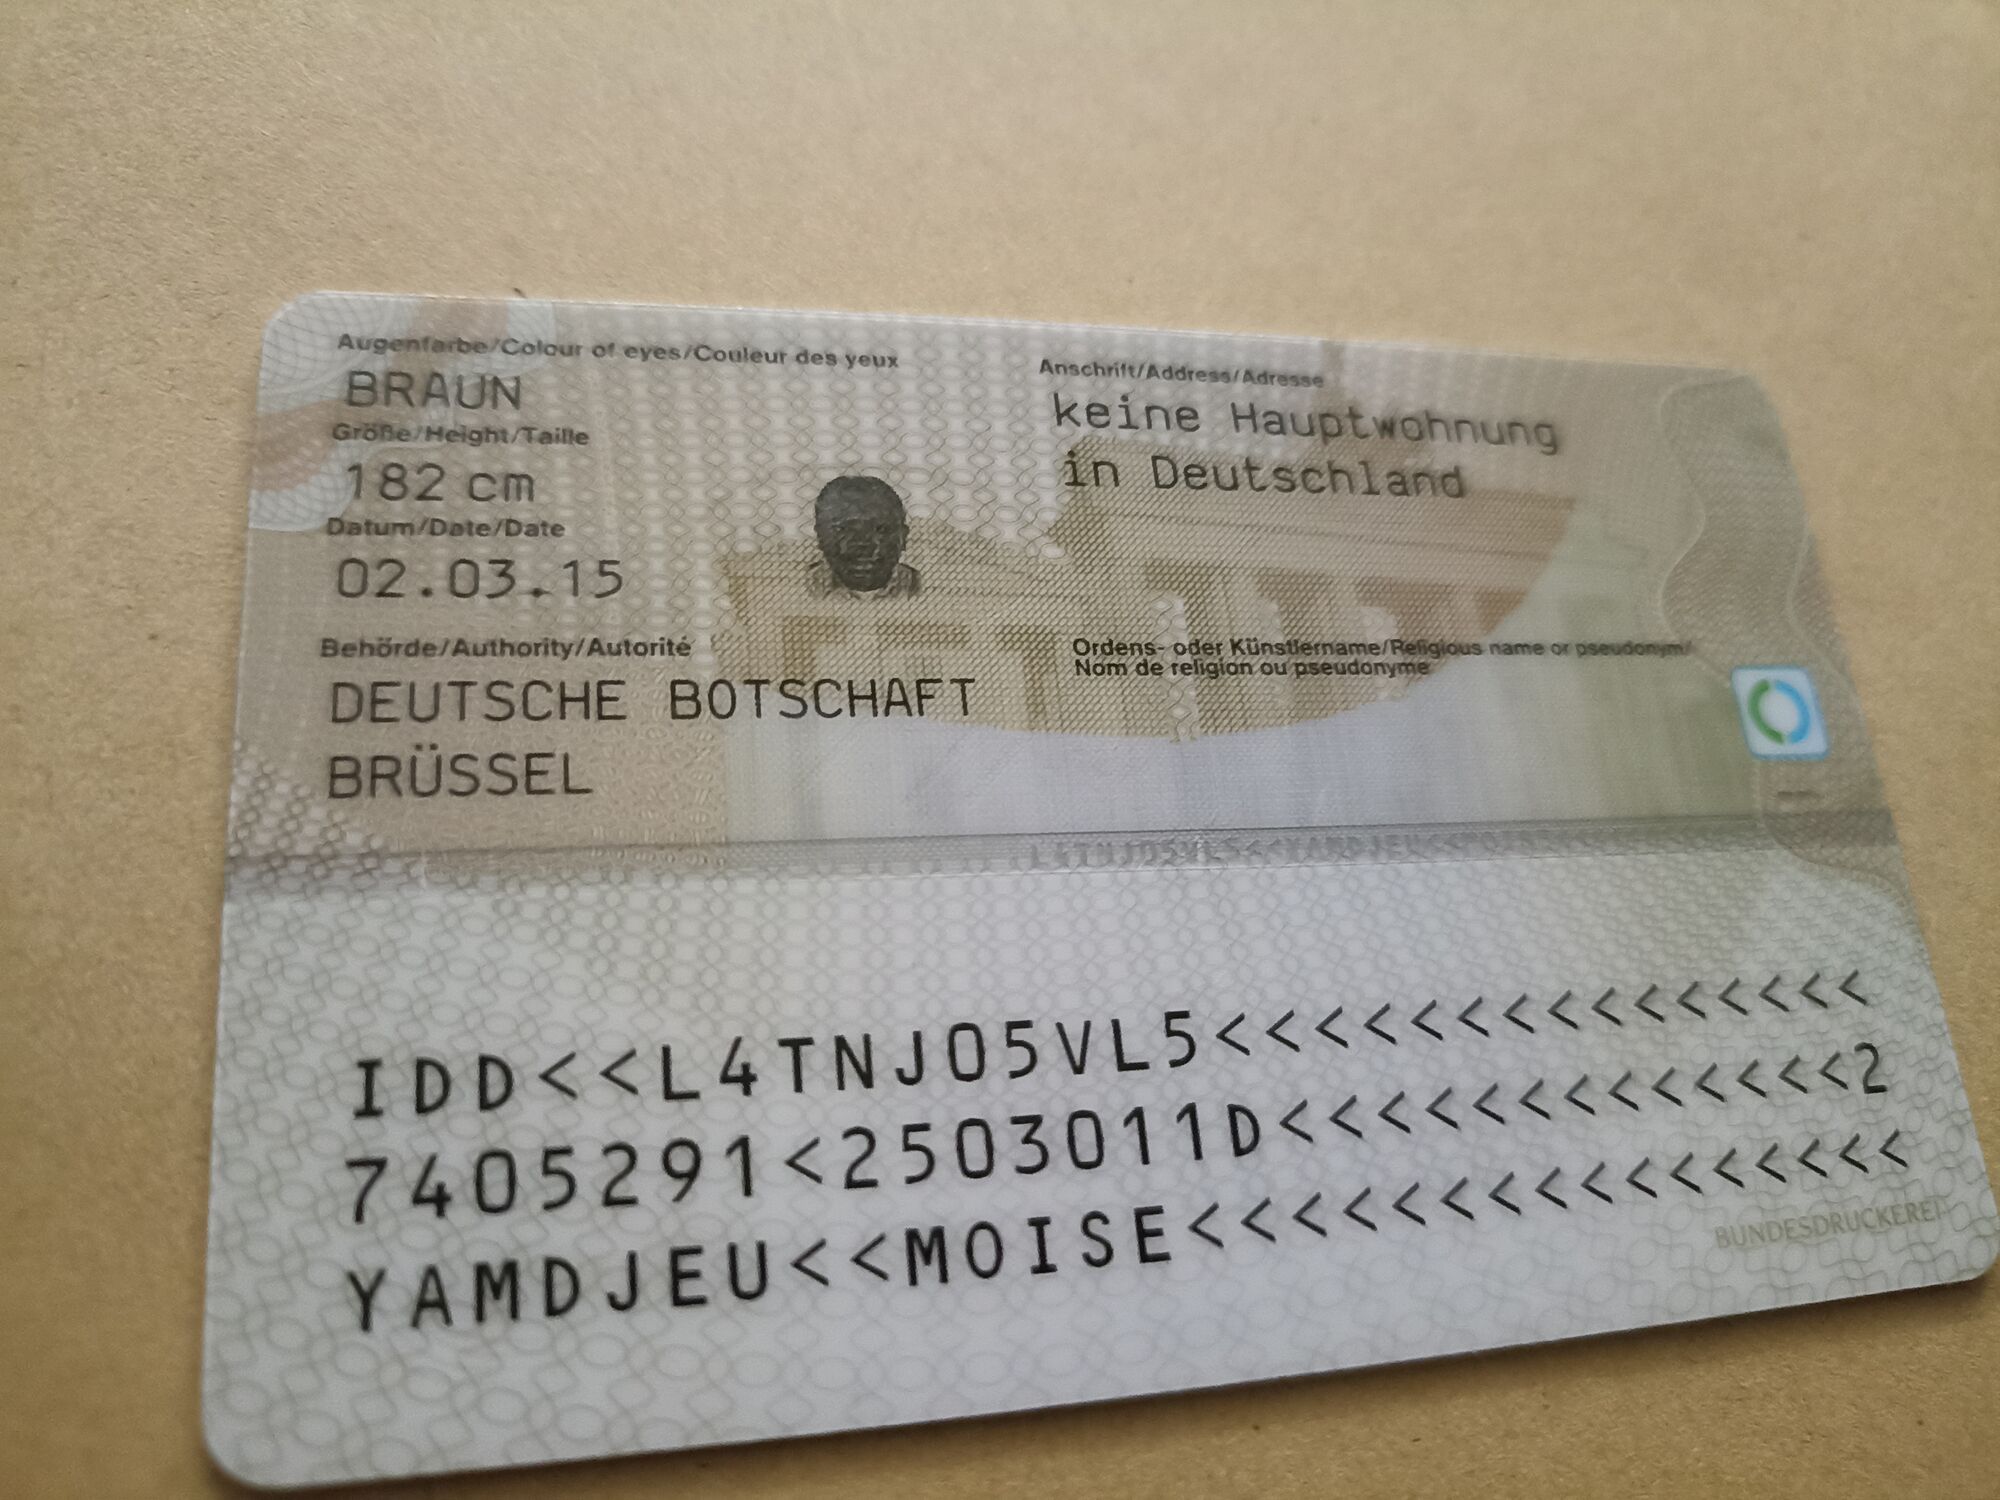 Augenfarbe/Colour of eyes/Couleur des yeux
BRAUN
Größe/Height/Taille
182 cm
Datum/Date/Date
02.03.15
Behörde/Authority/Autorité
DEUTSCHE BOTSCHAFT
BRÜSSEL
Anschrift/Address/Adresse
keine Hauptwohnung
in Deutschland
Ordens- oder Künstlername/Religious name or pseudonym/
Nom de religion ou pseudonyme
IDD<<L4TNJ05VL5<<<<<<<<<<<<<<<
7405291<2503011D<<<<<<<<<<<<<2
YAMDJEU<<MOISE<<<<<<<<<<<<<<<<
BUNDESDRUCKEREI